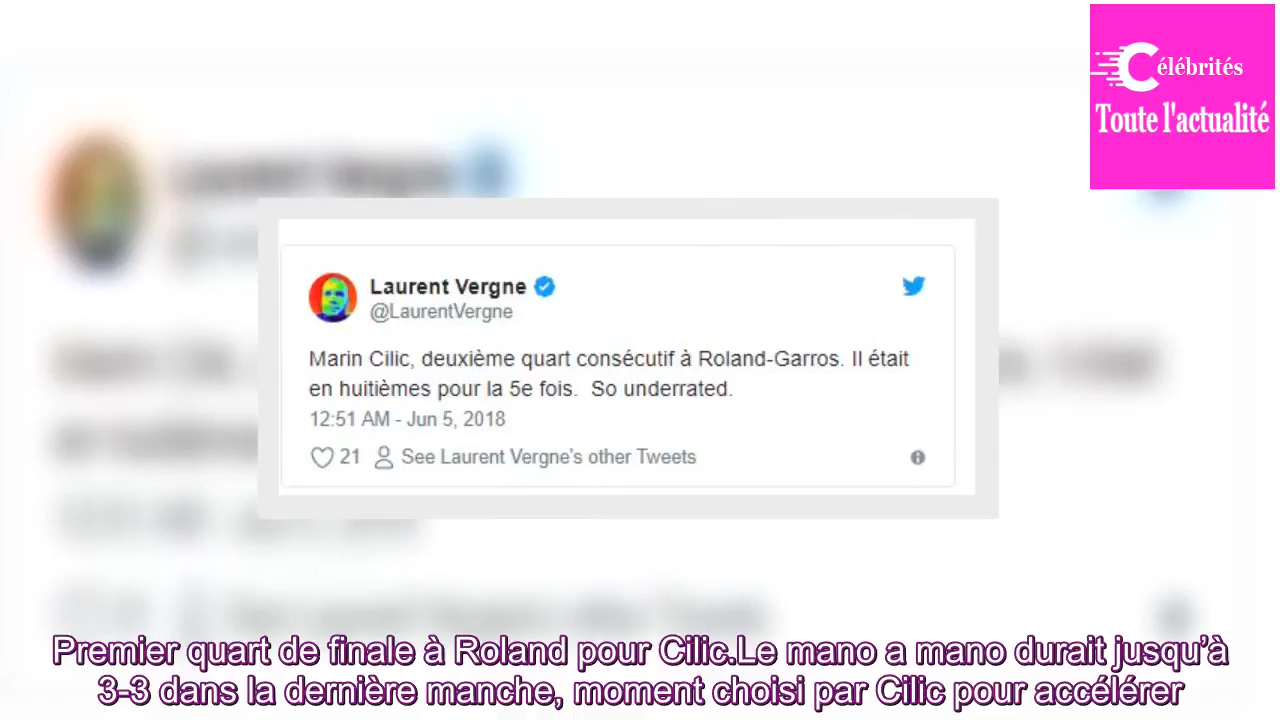 Célébrités
Toute l'actualité
Laurent Vergne
@LaurentVergne
Marin Cilic, deuxième quart consécutif à Roland-Garros. Il était
en huitièmes pour la 5e fois.  So underrated.
12:51 AM - Jun 5, 2018
21 See Laurent Vergne's other Tweets
Premier quart de finale à Roland pour Cilic.Le mano a mano durait jusqu’à
3-3 dans la dernière manche, moment choisi par Cilic pour accélérer